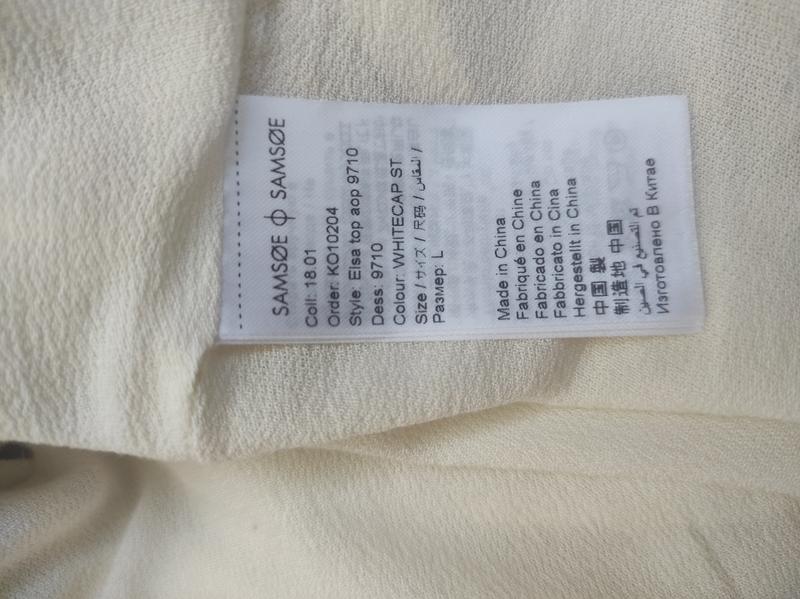 SAMSØE Φ SAMSØE
Coll: 18.01
Order: KO10204
Style: Elsa top aop 9710
Dess: 9710
Colour: WHITECAP ST
Size / サイズ / 尺码 / المقاس /
Размер: L
Made in China
Fabriqué en Chine
Fabricado en China
Fabbricato in Cina
Hergestellt in China
中国 製
制造地 中国
تم التصنيع في الصين
Изготовлено В Китае